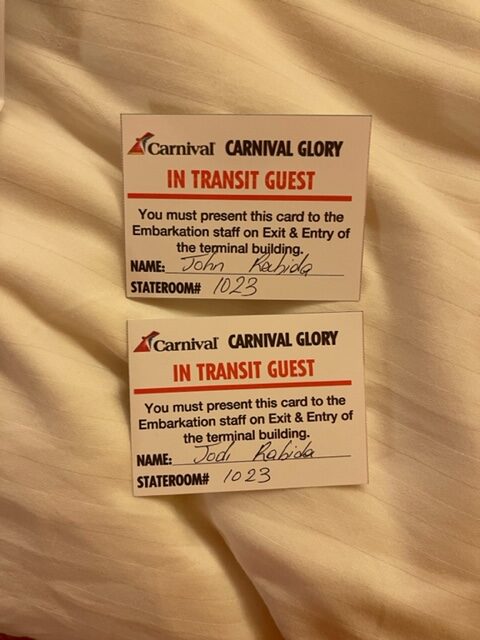 Carnival CARNIVAL GLORY
IN TRANSIT GUEST
You must present this card to the
Embarkation staff on Exit & Entry of
the terminal building.
NAME: John Rabida
STATEROOM# 1023
Carnival CARNIVAL GLORY
IN TRANSIT GUEST
You must present this card to the
Embarkation staff on Exit & Entry of
the terminal building.
NAME: Jodi Rabida
STATEROOM# 1023